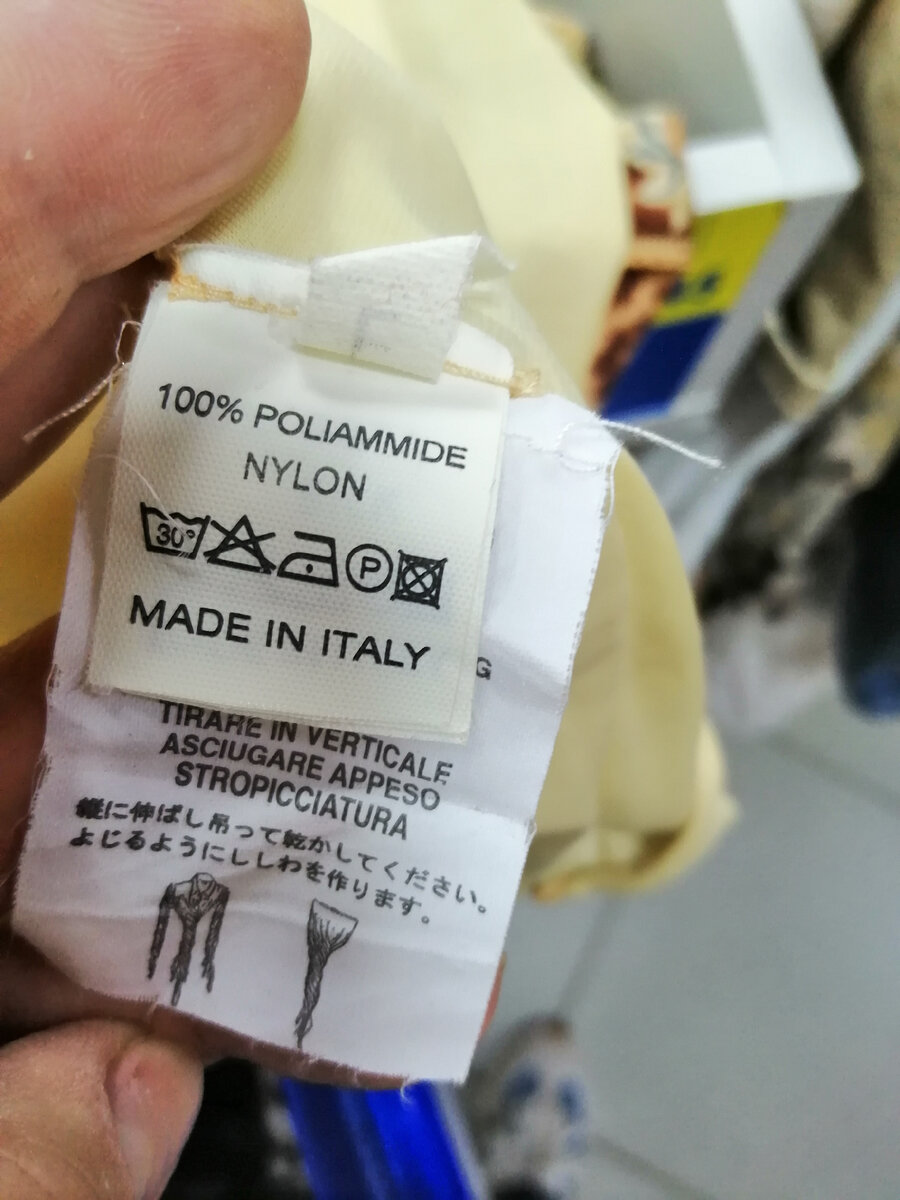 100% POLIAMMIDE
NYLON
30°
P
MADE IN ITALY
G
TIRARE IN VERTICALE
ASCIUGARE APPESO
STROPICCIATURA
縦に伸ばし吊って乾かしてください。
よじるようにしわを作ります。